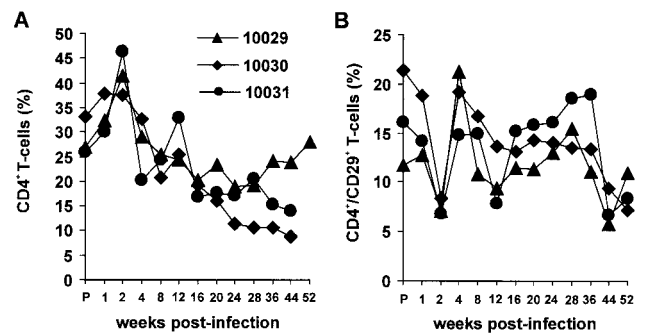 A
50
45
40
35
30
25
20
15
10
5
0
CD4⁺ T-cells (%)
10029
10030
10031
P 1 2 4 8 12 16 20 24 28 36 44 52
weeks post-infection
B
25
20
15
10
5
0
CD4⁺/CD29⁺ T-cells (%)
P 1 2 4 8 12 16 20 24 28 36 44 52
weeks post-infection